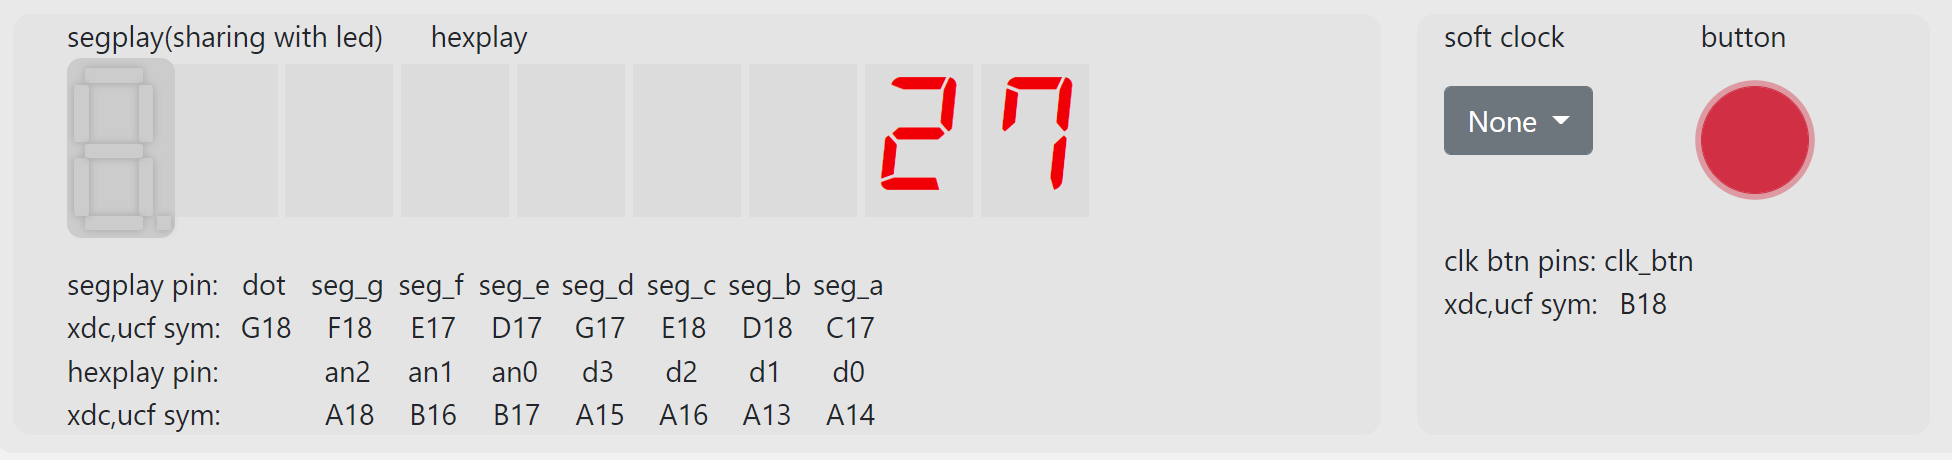 segplay(sharing with led) hexplay
27
segplay pin: dot seg_g seg_f seg_e seg_d seg_c seg_b seg_a
xdc,ucf sym: G18 F18 E17 D17 G17 E18 D18 C17
hexplay pin: an2 an1 an0 d3 d2 d1 d0
xdc,ucf sym: A18 B16 B17 A15 A16 A13 A14
soft clock button
None
clk btn pins: clk_btn
xdc,ucf sym: B18